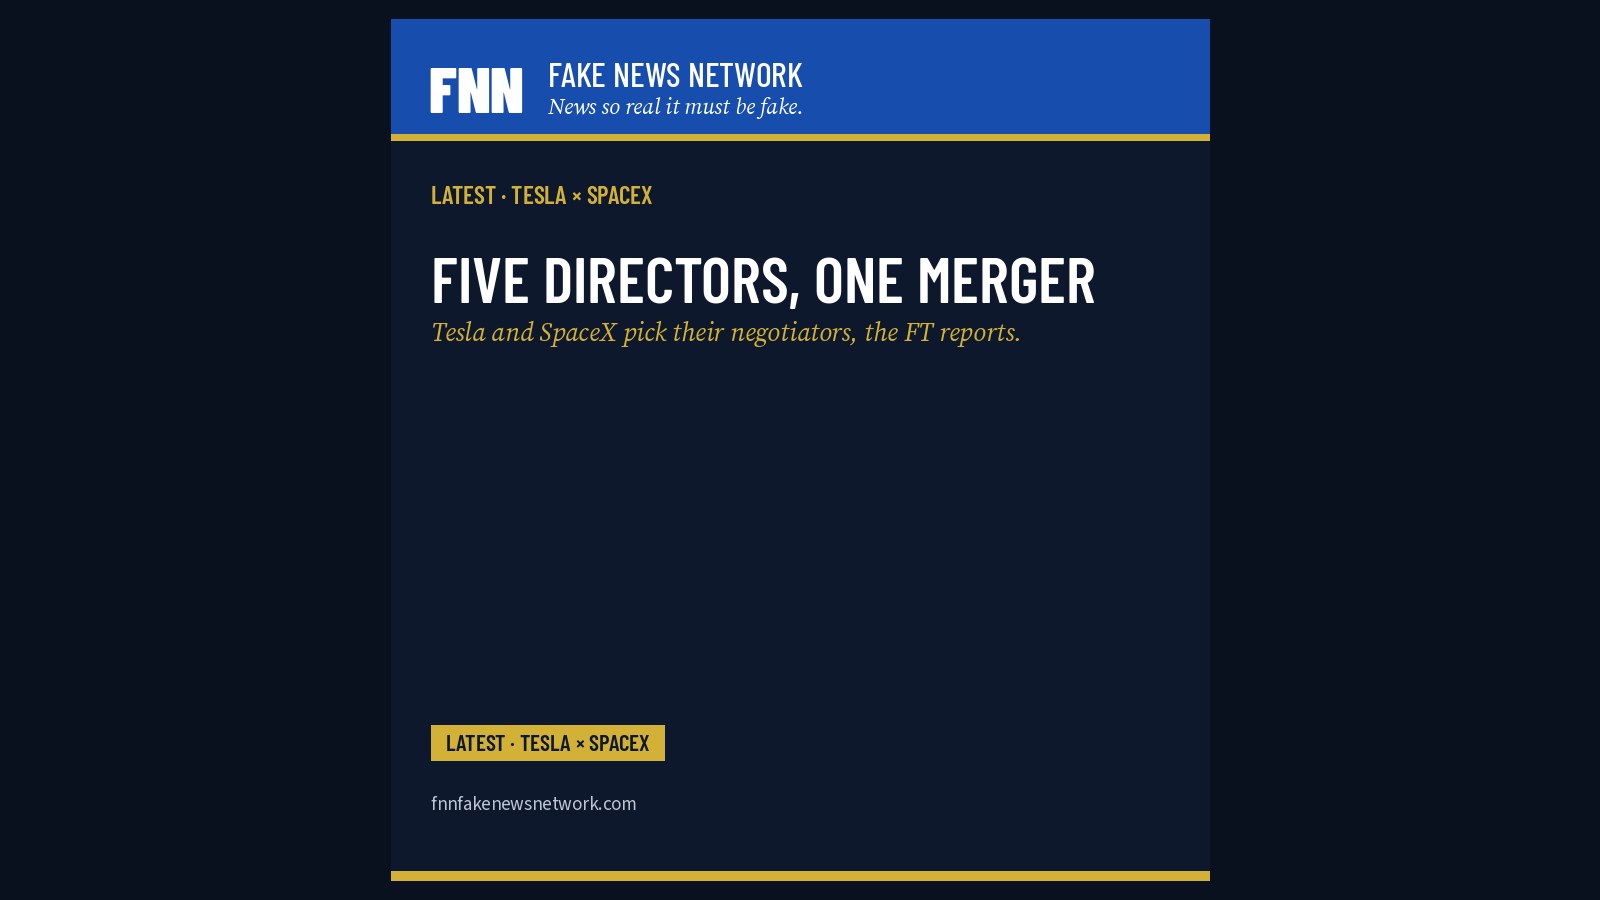 FNN
FAKE NEWS NETWORK
News so real it must be fake.
LATEST · TESLA × SPACEX
FIVE DIRECTORS, ONE MERGER
Tesla and SpaceX pick their negotiators, the FT reports.
LATEST · TESLA × SPACEX
fnnfakenewsnetwork.com